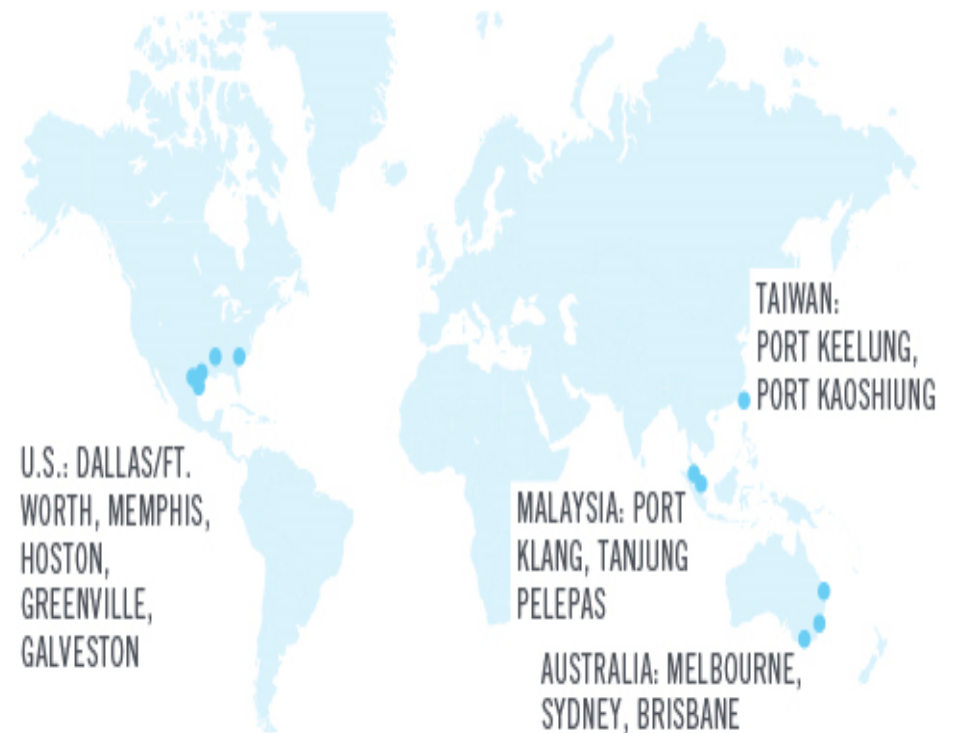 TAIWAN:
PORT KEELUNG,
PORT KAOSHIUNG
U.S.: DALLAS/FT.
WORTH, MEMPHIS,
HOSTON,
GREENVILLE,
GALVESTON
MALAYSIA: PORT
KLANG, TANJUNG
PELEPAS
AUSTRALIA: MELBOURNE,
SYDNEY, BRISBANE